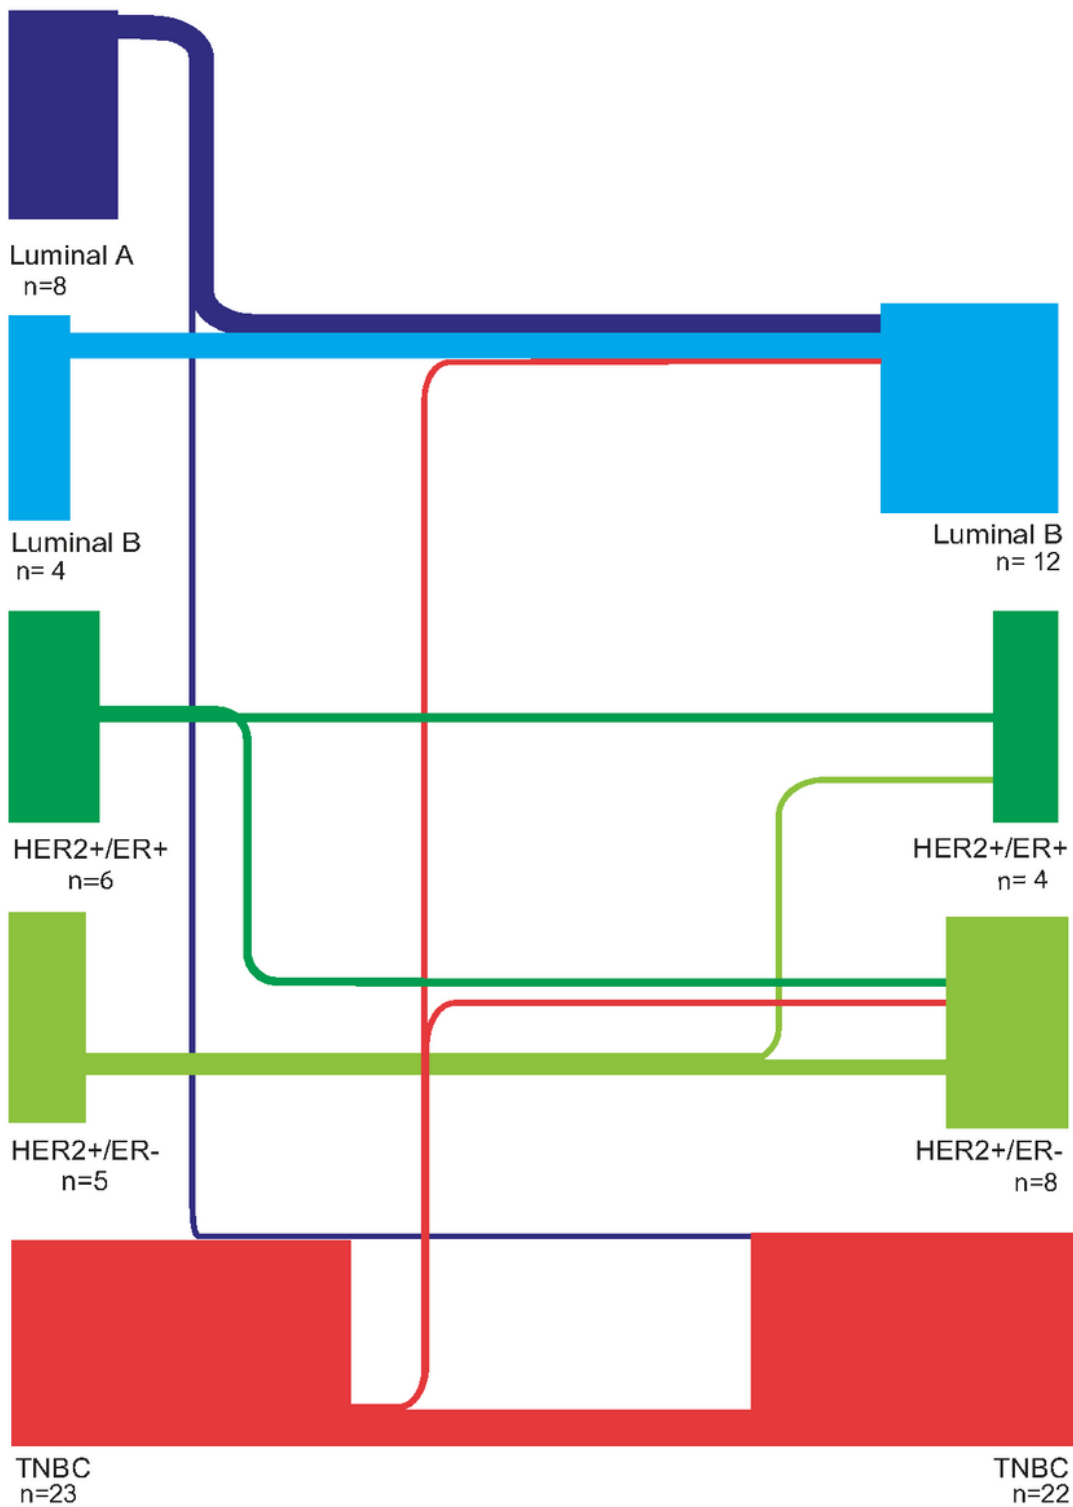 Luminal A
n=8
Luminal B
n= 4
Luminal B
n= 12
HER2+/ER+
n=6
HER2+/ER+
n= 4
HER2+/ER-
n=5
HER2+/ER-
n=8
TNBC
n=23
TNBC
n=22